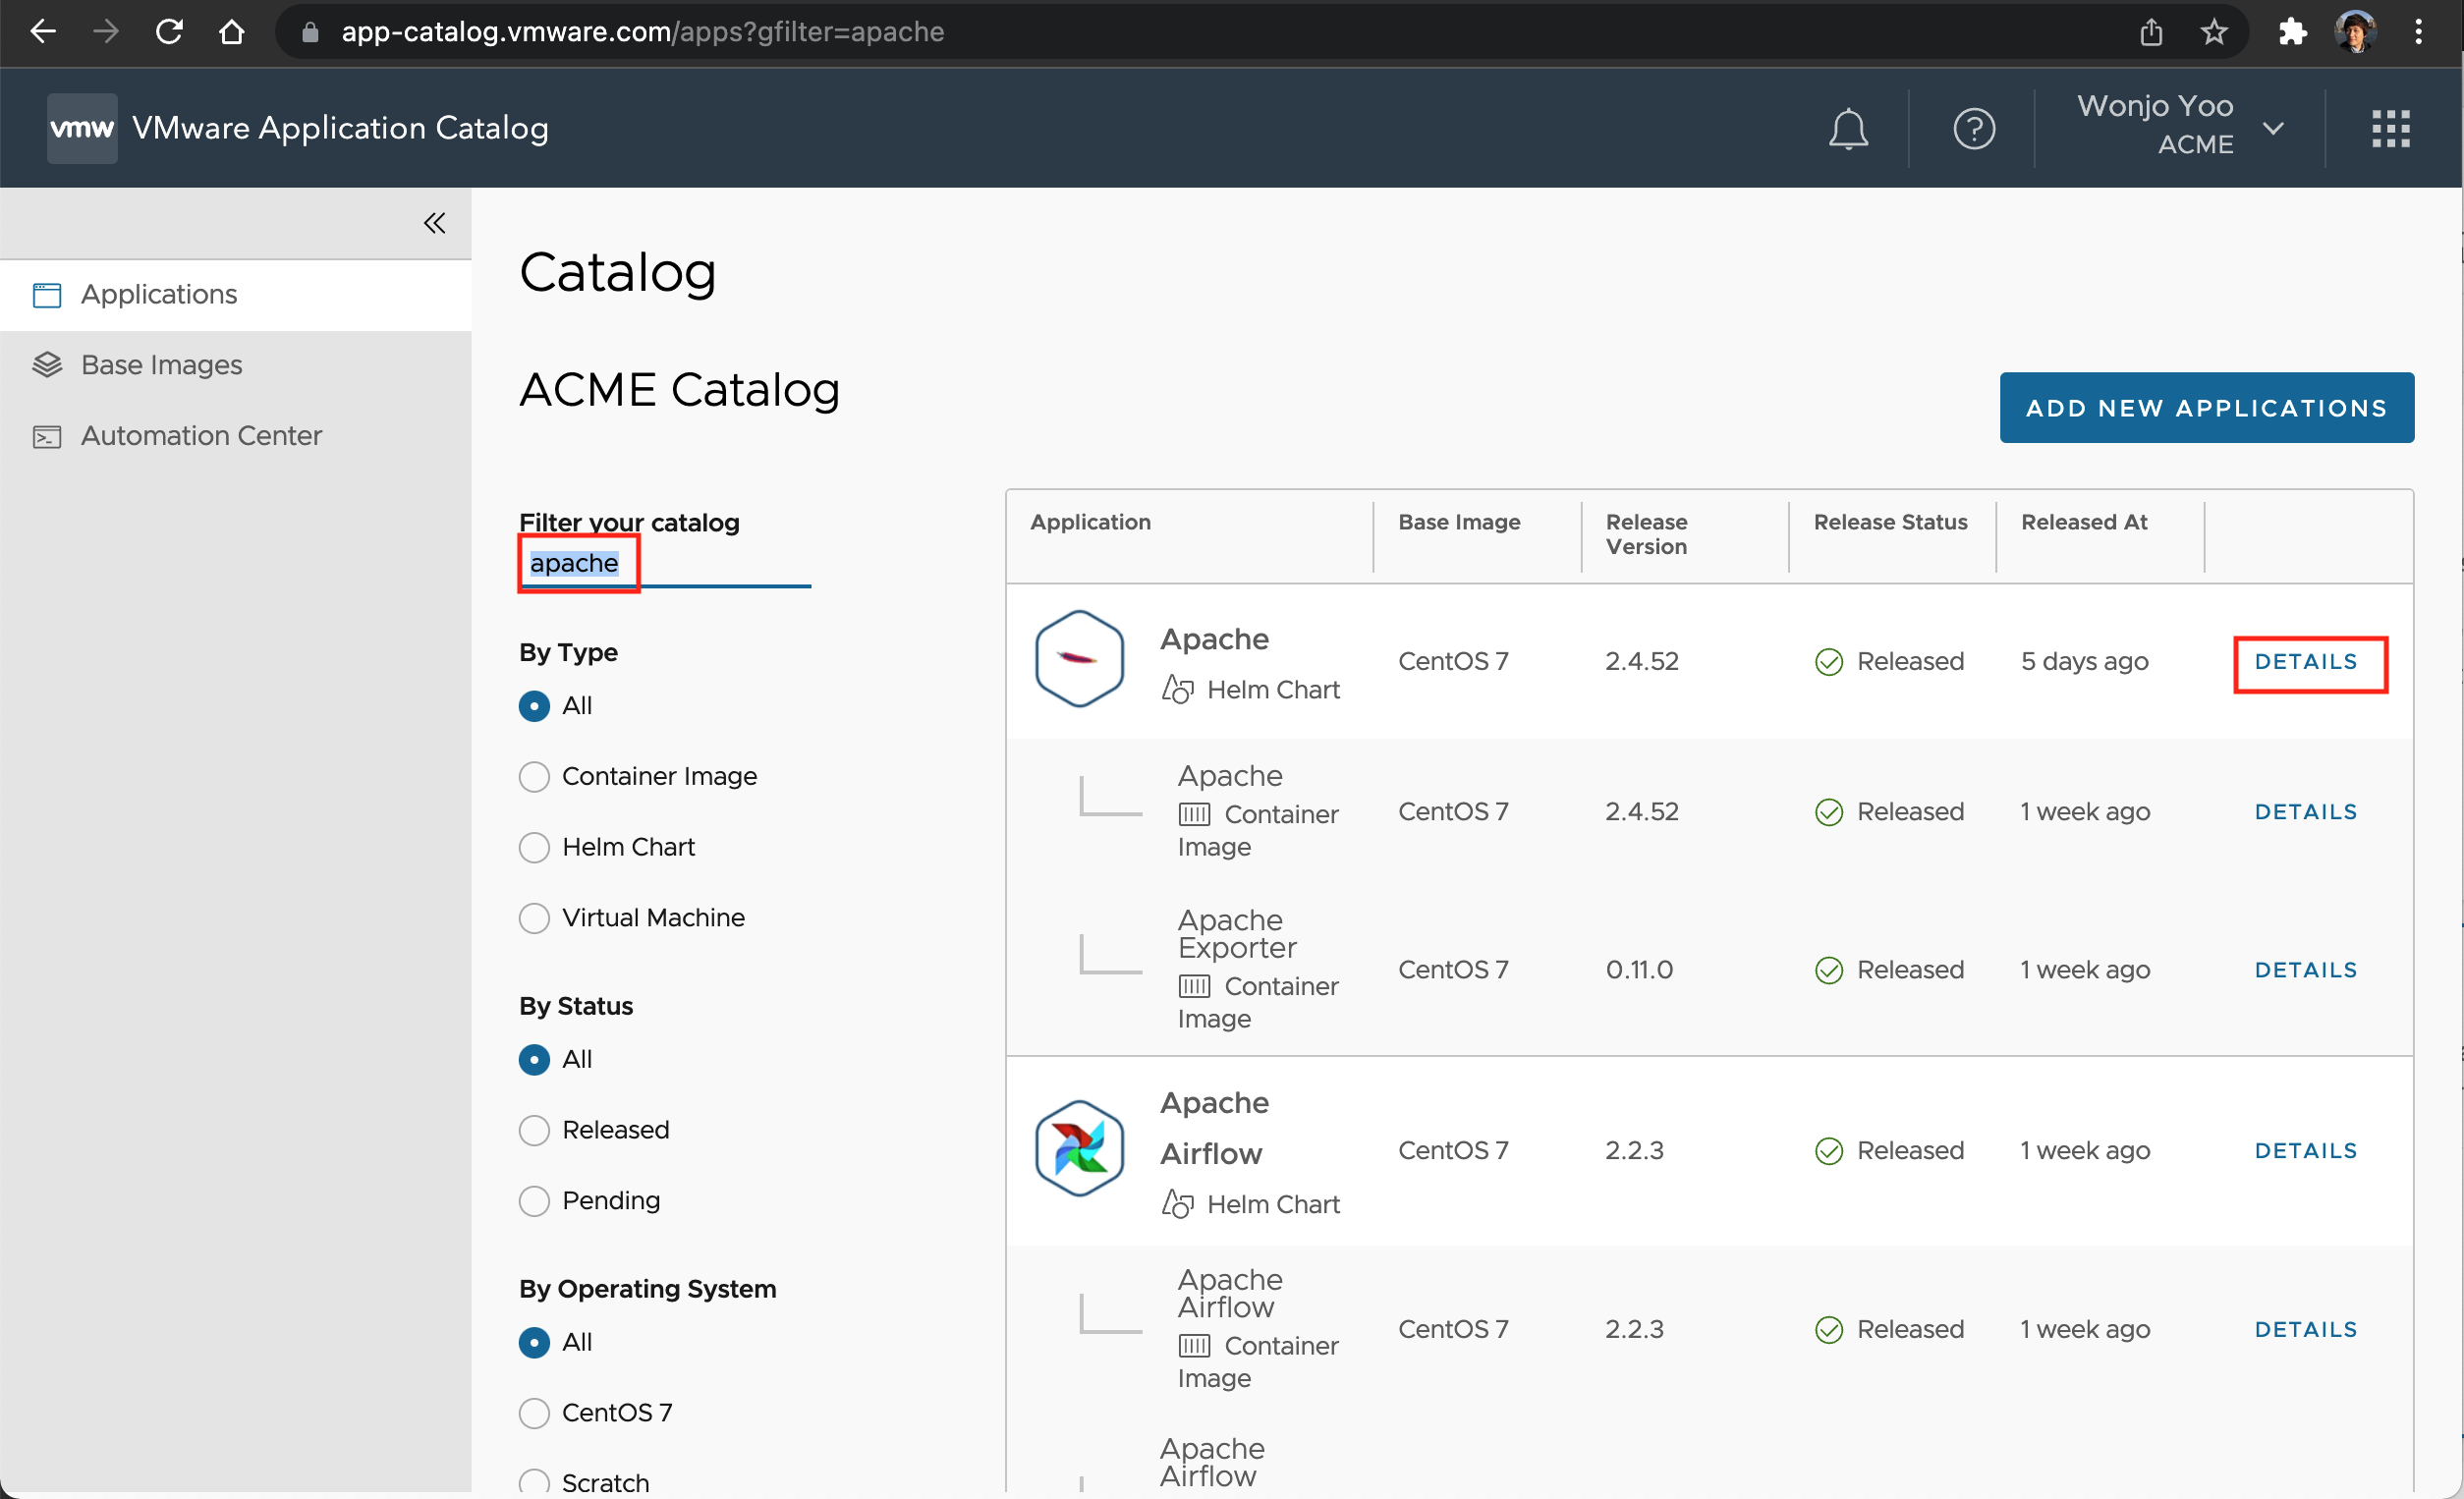 app-catalog.vmware.com/apps?gfilter=apache
vmw VMware Application Catalog
Wonjo Yoo
ACME
Applications
Base Images
Automation Center
Catalog
ACME Catalog
ADD NEW APPLICATIONS
Filter your catalog
apache
By Type
All
Container Image
Helm Chart
Virtual Machine
By Status
All
Released
Pending
By Operating System
All
CentOS 7
Scratch
Application Base Image Release Version Release Status Released At
Apache
Helm Chart
CentOS 7 2.4.52 Released 5 days ago DETAILS
Apache
Container
Image
CentOS 7 2.4.52 Released 1 week ago DETAILS
Apache
Exporter
Container
Image
CentOS 7 0.11.0 Released 1 week ago DETAILS
Apache
Airflow
Helm Chart
CentOS 7 2.2.3 Released 1 week ago DETAILS
Apache
Airflow
Container
Image
CentOS 7 2.2.3 Released 1 week ago DETAILS
Apache
Airflow